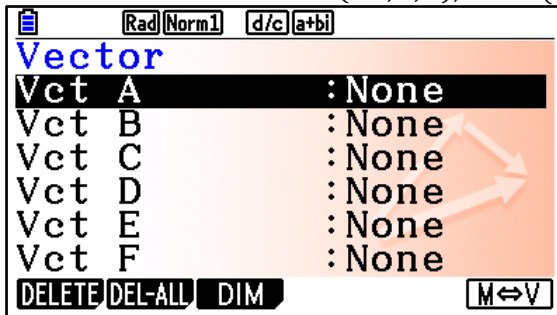 Rad Norm1 d/c a+bi
Vector
Vct A :None
Vct B :None
Vct C :None
Vct D :None
Vct E :None
Vct F :None
DELETE DEL-ALL DIM M⇔V